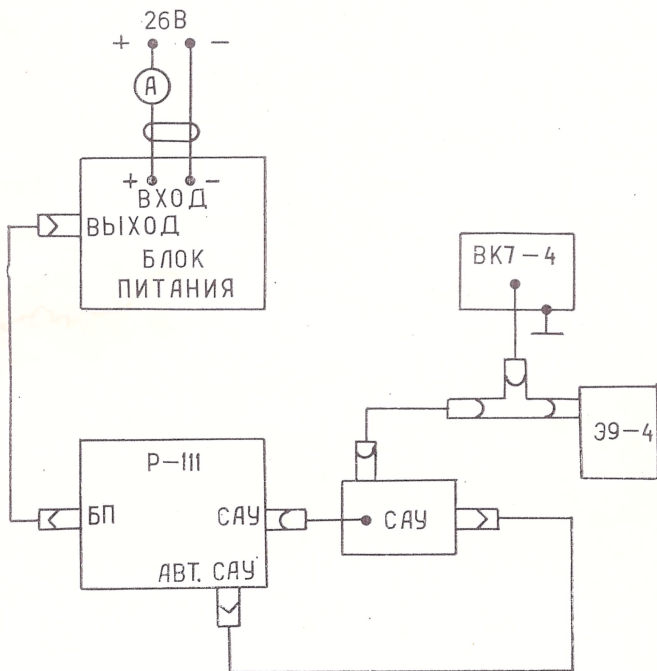 26В
+ −
А
+ −
ВХОД
ВЫХОД
БЛОК
ПИТАНИЯ
ВК7−4
Э9−4
Р−111
БП
САУ
САУ
АВТ. САУ